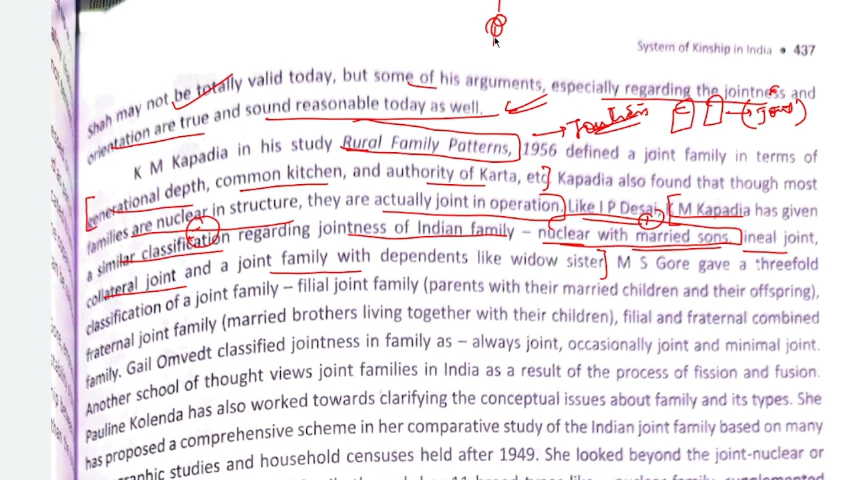 System of Kinship in India • 437
Shah may not be totally valid today, but some of his arguments, especially regarding the jointness and
orientation are true and sound reasonable today as well.
K M Kapadia in his study Rural Family Patterns, 1956 defined a joint family in terms of
generational depth, common kitchen, and authority of Karta, etc. Kapadia also found that though most
families are nuclear in structure, they are actually joint in operation. Like I P Desai, K M Kapadia has given
a similar classification regarding jointness of Indian family – nuclear with married sons, lineal joint,
collateral joint and a joint family with dependents like widow sister. M S Gore gave a threefold
classification of a joint family – filial joint family (parents with their married children and their offspring),
fraternal joint family (married brothers living together with their children), filial and fraternal combined
family. Gail Omvedt classified jointness in family as – always joint, occasionally joint and minimal joint.
Another school of thought views joint families in India as a result of the process of fission and fusion.
Pauline Kolenda has also worked towards clarifying the conceptual issues about family and its types. She
has proposed a comprehensive scheme in her comparative study of the Indian joint family based on many
graphic studies and household censuses held after 1949. She looked beyond the joint-nuclear or